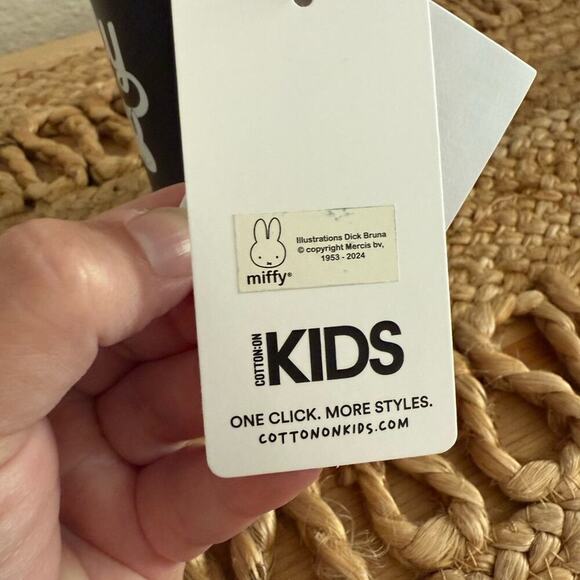 miffy®
Illustrations Dick Bruna
© copyright Mercis bv,
1953 - 2024
COTTON:ON
KIDS
ONE CLICK. MORE STYLES.
COTTONONKIDS.COM